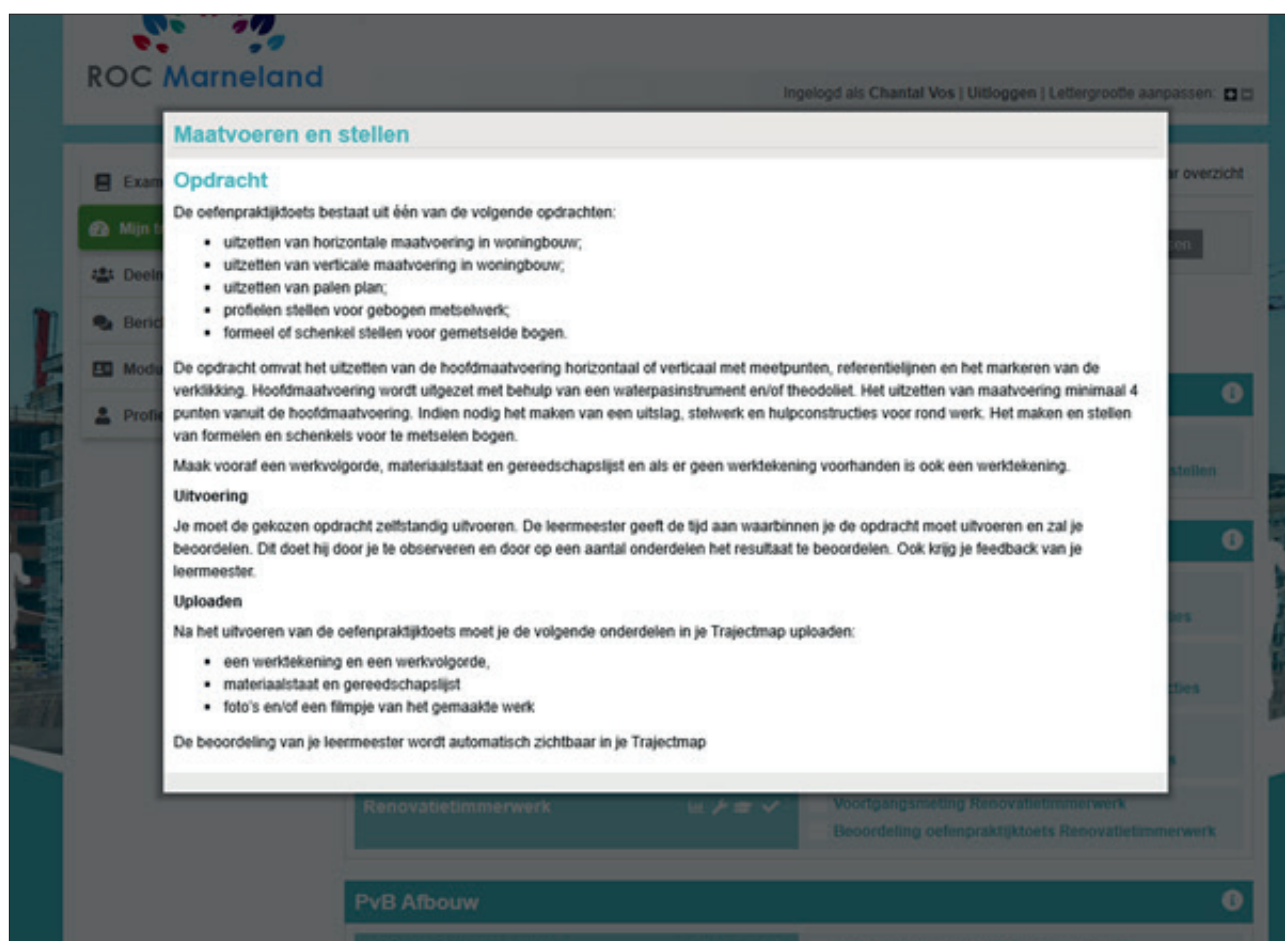 ROC Marneland
Ingelogd als Chantal Vos | Uitloggen | Lettergrootte aanpassen:
Maatvoeren en stellen
ar overzicht
Opdracht
Exam
De oefenpraktijktoets bestaat uit één van de volgende opdrachten:
Mijn t
uitzetten van horizontale maatvoering in woningbouw;
uitzetten van verticale maatvoering in woningbouw;
Deeln
uitzetten van palen plan;
profielen stellen voor gebogen metselwerk;
Beric
formeel of schenkel stellen voor gemetselde bogen.
Modu
De opdracht omvat het uitzetten van de hoofdmaatvoering horizontaal of verticaal met meetpunten, referentielijnen en het markeren van de
verklikking. Hoofdmaatvoering wordt uitgezet met behulp van een waterpasinstrument en/of theodoliet. Het uitzetten van maatvoering minimaal 4
Profie
punten vanuit de hoofdmaatvoering. Indien nodig het maken van een uitslag, stelwerk en hulpconstructies voor rond werk. Het maken en stellen
van formelen en schenkels voor te metselen bogen.
Maak vooraf een werkvolgorde, materiaalstaat en gereedschapslijst en als er geen werktekening voorhanden is ook een werktekening.
stellen
Uitvoering
Je moet de gekozen opdracht zelfstandig uitvoeren. De leermeester geeft de tijd aan waarbinnen je de opdracht moet uitvoeren en zal je
beoordelen. Dit doet hij door je te observeren en door op een aantal onderdelen het resultaat te beoordelen. Ook krijg je feedback van je
leermeester.
Uploaden
Na het uitvoeren van de oefenpraktijktoets moet je de volgende onderdelen in je Trajectmap uploaden:
een werktekening en een werkvolgorde,
materiaalstaat en gereedschapslijst
cties
foto's en/of een filmpje van het gemaakte werk
De beoordeling van je leermeester wordt automatisch zichtbaar in je Trajectmap
Renovatietimmerwerk
Voortgangsmeting Renovatietimmerwerk
Beoordeling oefenpraktijktoets Renovatietimmerwerk
PvB Afbouw